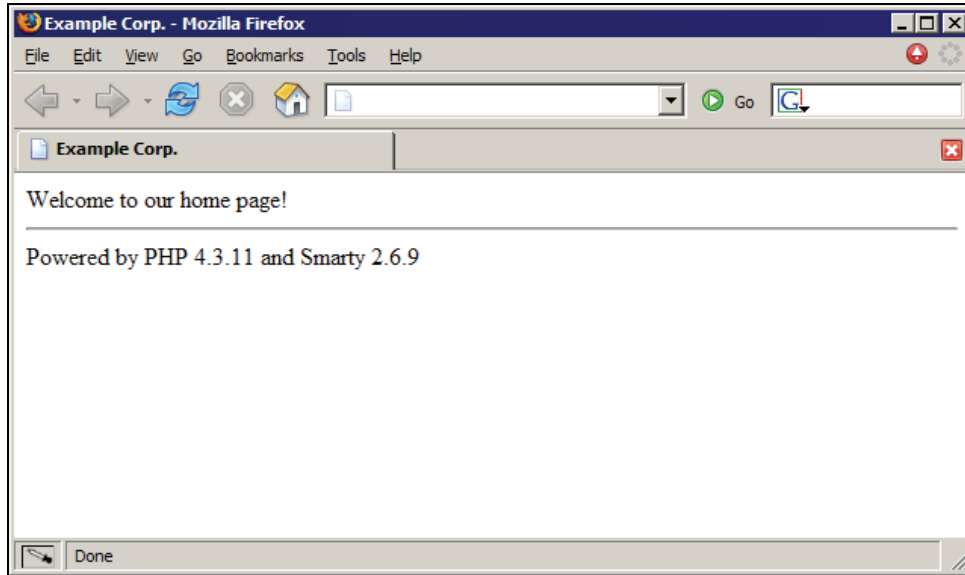 Example Corp. - Mozilla Firefox
File Edit View Go Bookmarks Tools Help
Go G
Example Corp.
Welcome to our home page!
Powered by PHP 4.3.11 and Smarty 2.6.9
Done